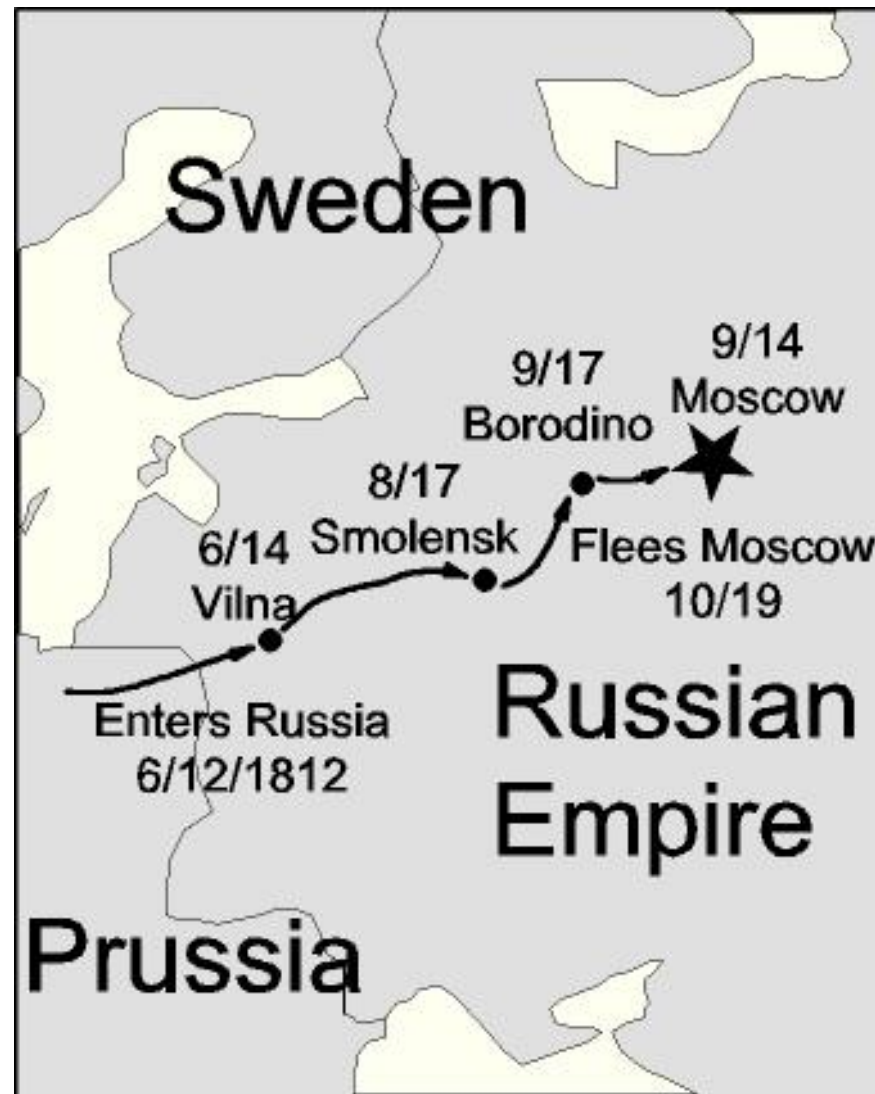 Sweden
9/14
Moscow
9/17
Borodino
8/17
Smolensk
6/14
Vilna
Flees Moscow
10/19
Enters Russia
6/12/1812
Russian
Empire
Prussia